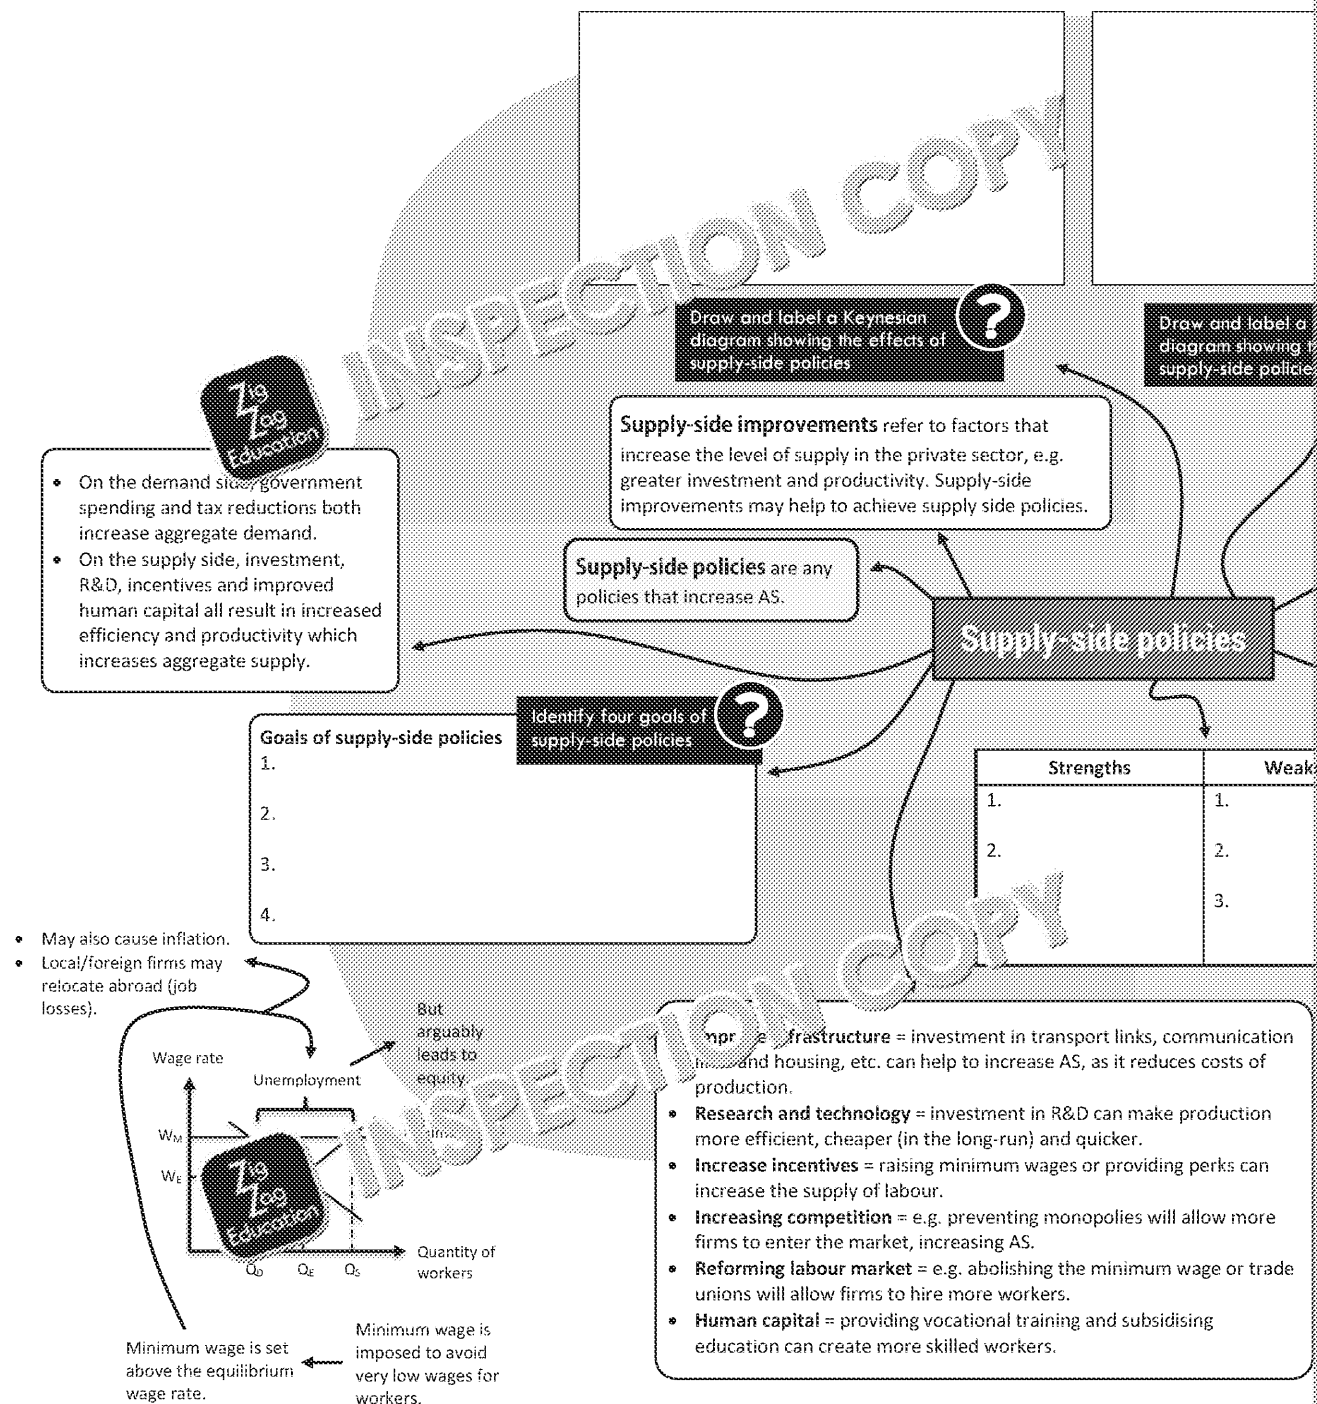 INSPECTION COPY
Draw and label a Keynesian
diagram showing the effects of
supply-side policies
?
Draw and label a
diagram showing
supply-side policie
Zig
Zag
Education
Supply-side improvements refer to factors that
increase the level of supply in the private sector, e.g.
greater investment and productivity. Supply-side
improvements may help to achieve supply side policies.
• On the demand side, government
spending and tax reductions both
increase aggregate demand.
• On the supply side, investment,
R&D, incentives and improved
human capital all result in increased
efficiency and productivity which
increases aggregate supply.
Supply-side policies are any
policies that increase AS.
Supply-side policies
Identify four goals of
supply-side policies
?
Goals of supply-side policies
1.
2.
3.
4.
Strengths
1.
2.
Weak
1.
2.
3.
• May also cause inflation.
• Local/foreign firms may
relocate abroad (job
losses).
But
arguably
leads to
equity
Wage rate
Unemployment
WM
WE
QD QE QS
Quantity of
workers
Zig
Zag
Education
INSPECTION COPY
Minimum wage is set
above the equilibrium
wage rate.
Minimum wage is
imposed to avoid
very low wages for
workers.
infrastructure = investment in transport links, communication
and housing, etc. can help to increase AS, as it reduces costs of
production.
• Research and technology = investment in R&D can make production
more efficient, cheaper (in the long-run) and quicker.
• Increase incentives = raising minimum wages or providing perks can
increase the supply of labour.
• Increasing competition = e.g. preventing monopolies will allow more
firms to enter the market, increasing AS.
• Reforming labour market = e.g. abolishing the minimum wage or trade
unions will allow firms to hire more workers.
• Human capital = providing vocational training and subsidising
education can create more skilled workers.